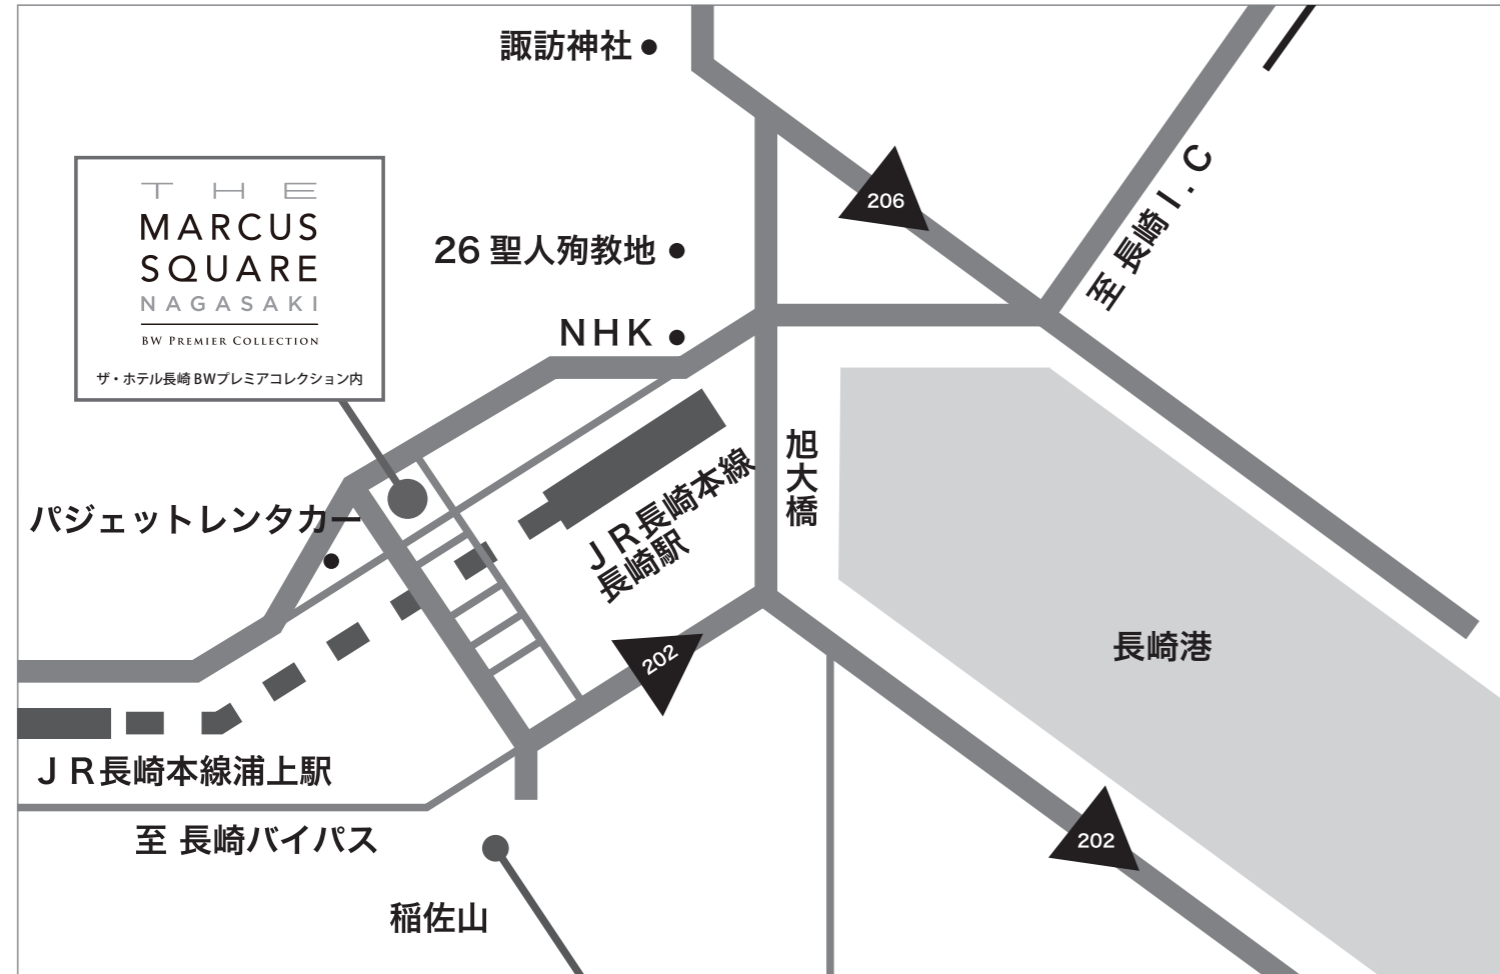 諏訪神社
206
至 長崎 I . C
THE
MARCUS
SQUARE
NAGASAKI
BW PREMIER COLLECTION
ザ・ホテル長崎 BWプレミアコレクション内
26 聖人殉教地
NHK
旭大橋
JR長崎本線
長崎駅
パジェットレンタカー
202
長崎港
JR長崎本線浦上駅
至 長崎バイパス
202
稲佐山